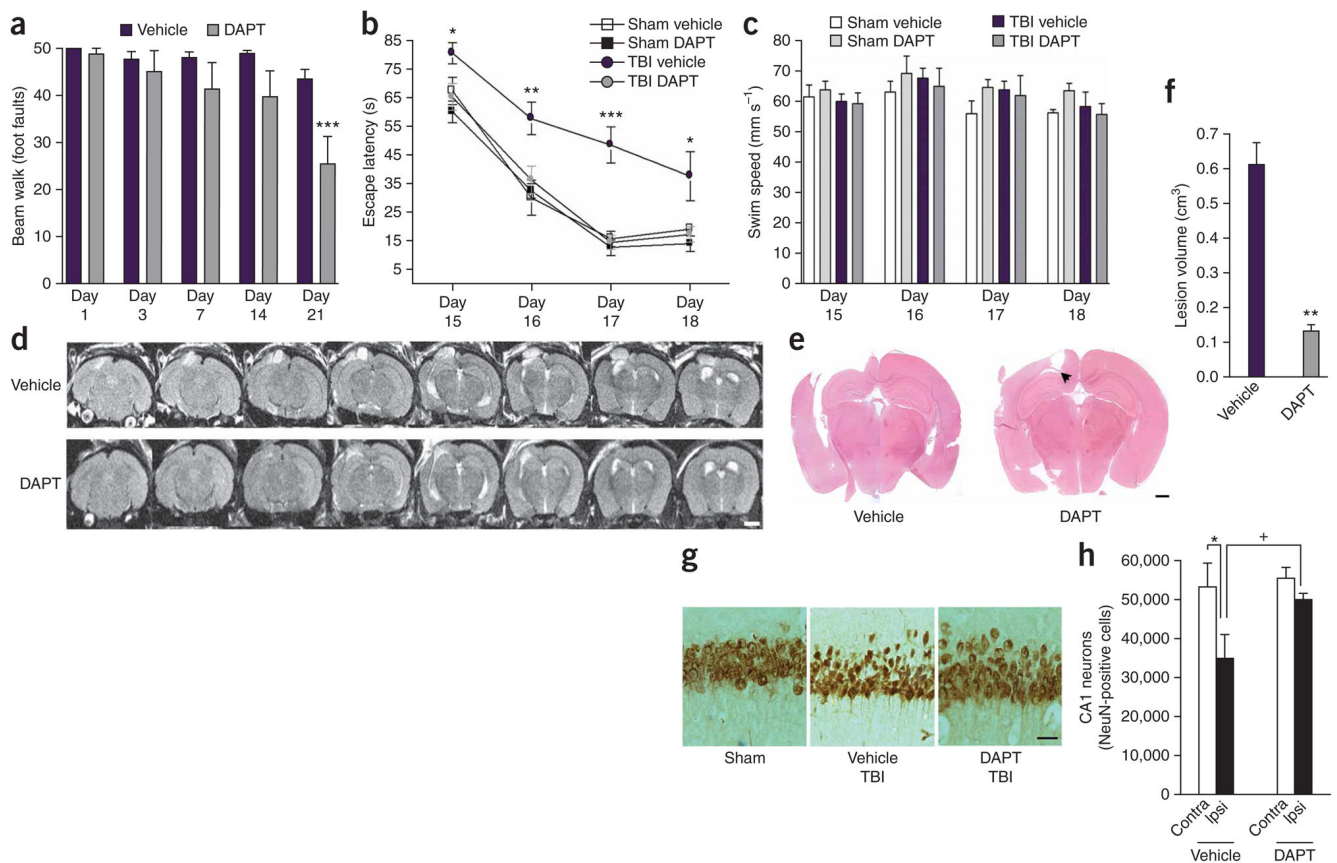 a
Vehicle DAPT
Beam walk (foot faults)
50
40
30
20
10
0
***
Day Day Day Day Day
1 3 7 14 21
b
Escape latency (s)
85
75
65
55
45
35
25
15
5
Sham vehicle
Sham DAPT
TBI vehicle
TBI DAPT
* ** *** *
Day Day Day Day
15 16 17 18
c
Sham vehicle TBI vehicle
Sham DAPT TBI DAPT
Swim speed (mm s⁻¹)
80
70
60
50
40
30
20
10
0
Day Day Day Day
15 16 17 18
d
Vehicle
DAPT
e
Vehicle DAPT
f
Lesion volume (cm³)
0.7
0.6
0.5
0.4
0.3
0.2
0.1
0.0
**
Vehicle DAPT
g
Sham Vehicle DAPT
TBI TBI
h
CA1 neurons
(NeuN-positive cells)
60,000
50,000
40,000
30,000
20,000
10,000
0
* +
Contra Ipsi Contra Ipsi
Vehicle DAPT